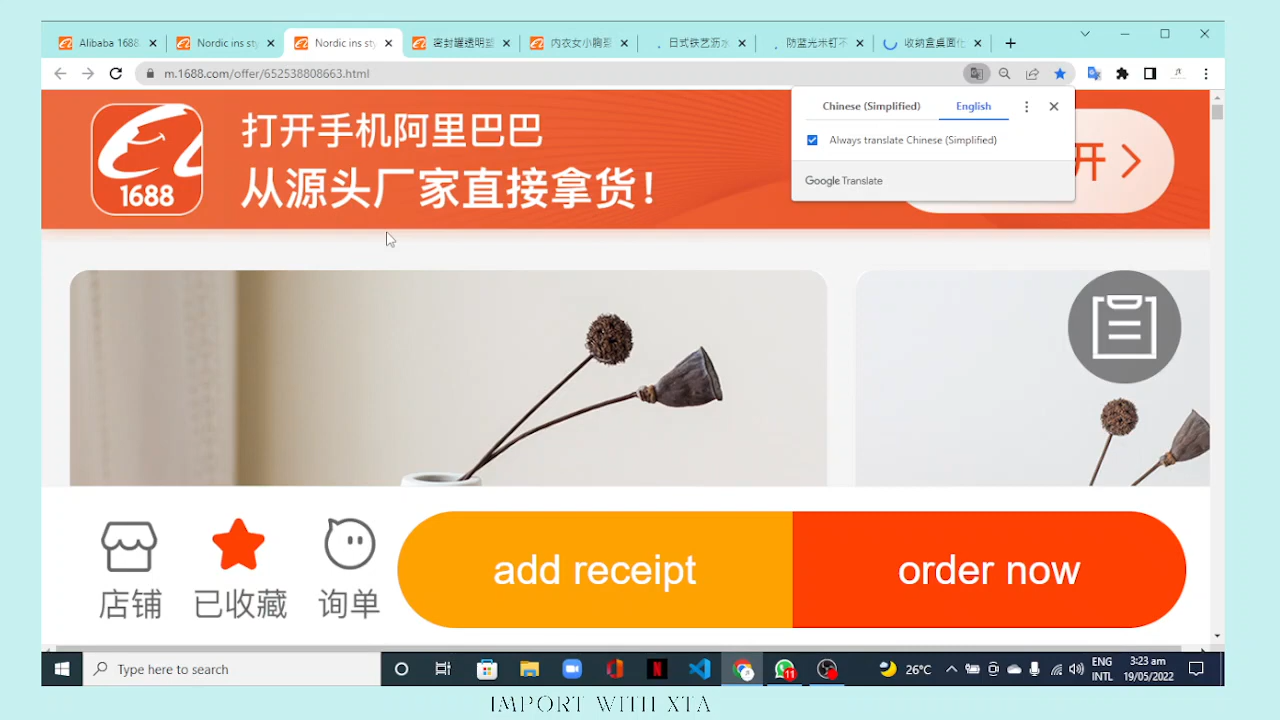 Alibaba 1688
Nordic ins sty
Nordic ins sty
密封罐透明
内衣女小胸
日式铁艺沥水
防蓝光未钉
收纳盒桌面化
m.1688.com/offer/652538808663.html
Chinese (Simplified)
English
Always translate Chinese (Simplified)
Google Translate
1688
打开手机阿里巴巴
从源头厂家直接拿货!
开
店铺
已收藏
询单
add receipt
order now
Type here to search
11
26°C
ENG
INTL
3:23 am
19/05/2022
IMPORT WITH XTA